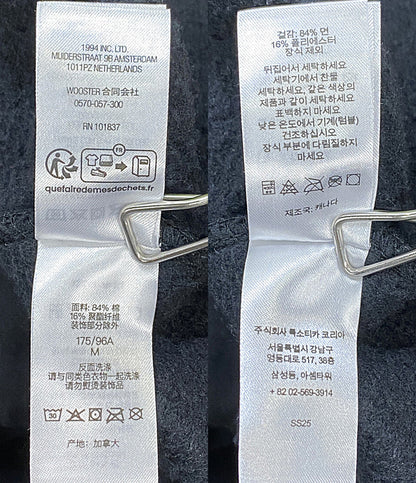 1994 INC. LTD.
MUIDERSTRAAT 9B AMSTERDAM
1011PZ NETHERLANDS
WOOSTER 合同会社
0570-057-300
RN 101837
FR
quefairedemesdechets.fr
面料: 84% 棉
16% 聚酯纤维
装饰部分除外
175/96A
M
反面洗涤
请与同类色衣物一起洗涤
请勿熨烫装饰品
30
产地: 加拿大
겉감: 84% 면
16% 폴리에스터
장식 제외
뒤집어서 세탁하세요
세탁기에서 찬물
세탁하세요, 같은 색상의
제품과 같이 세탁하세요
표백하지 마세요
낮은 온도에서 기계(텀블)
건조하십시오
장식 부분에 다림질하지
마세요
제조국: 캐나다
주식회사 룩소티카 코리아
서울특별시 강남구
영동대로 517, 38층
삼성동, 아셈타워
+ 82 02-569-3914
SS25